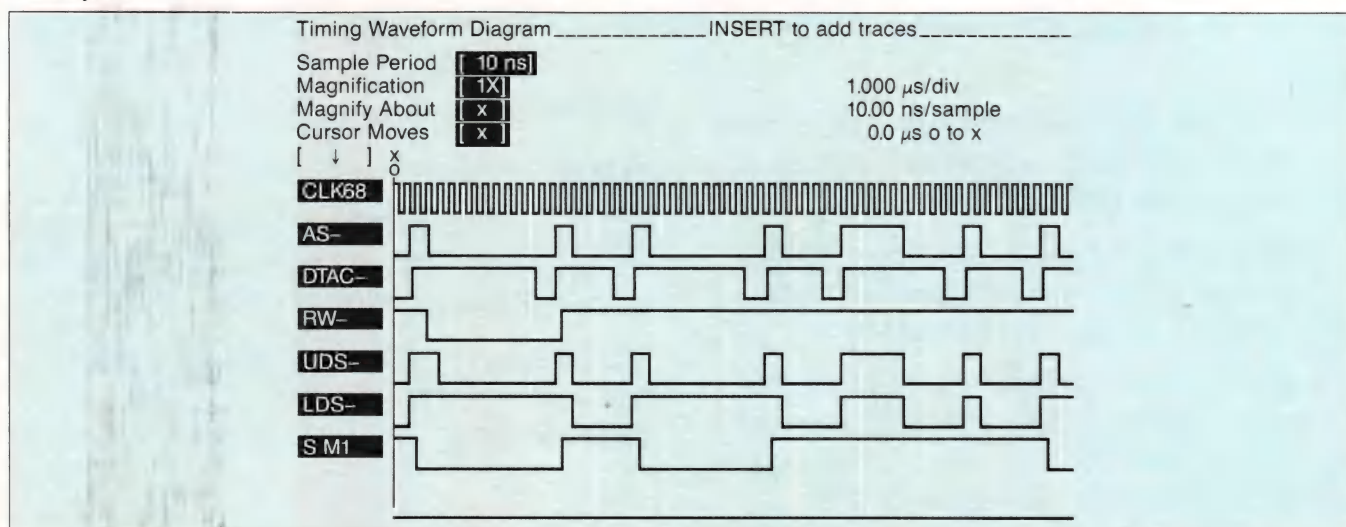 Timing Waveform Diagram_____________INSERT to add traces_____________
Sample Period [ 10 ns]
Magnification [ 1X] 1.000 μs/div
Magnify About [ x ] 10.00 ns/sample
Cursor Moves [ x ] 0.0 μs o to x
[ ↓ ] x
o
CLK68
AS–
DTAC–
RW–
UDS–
LDS–
S M1